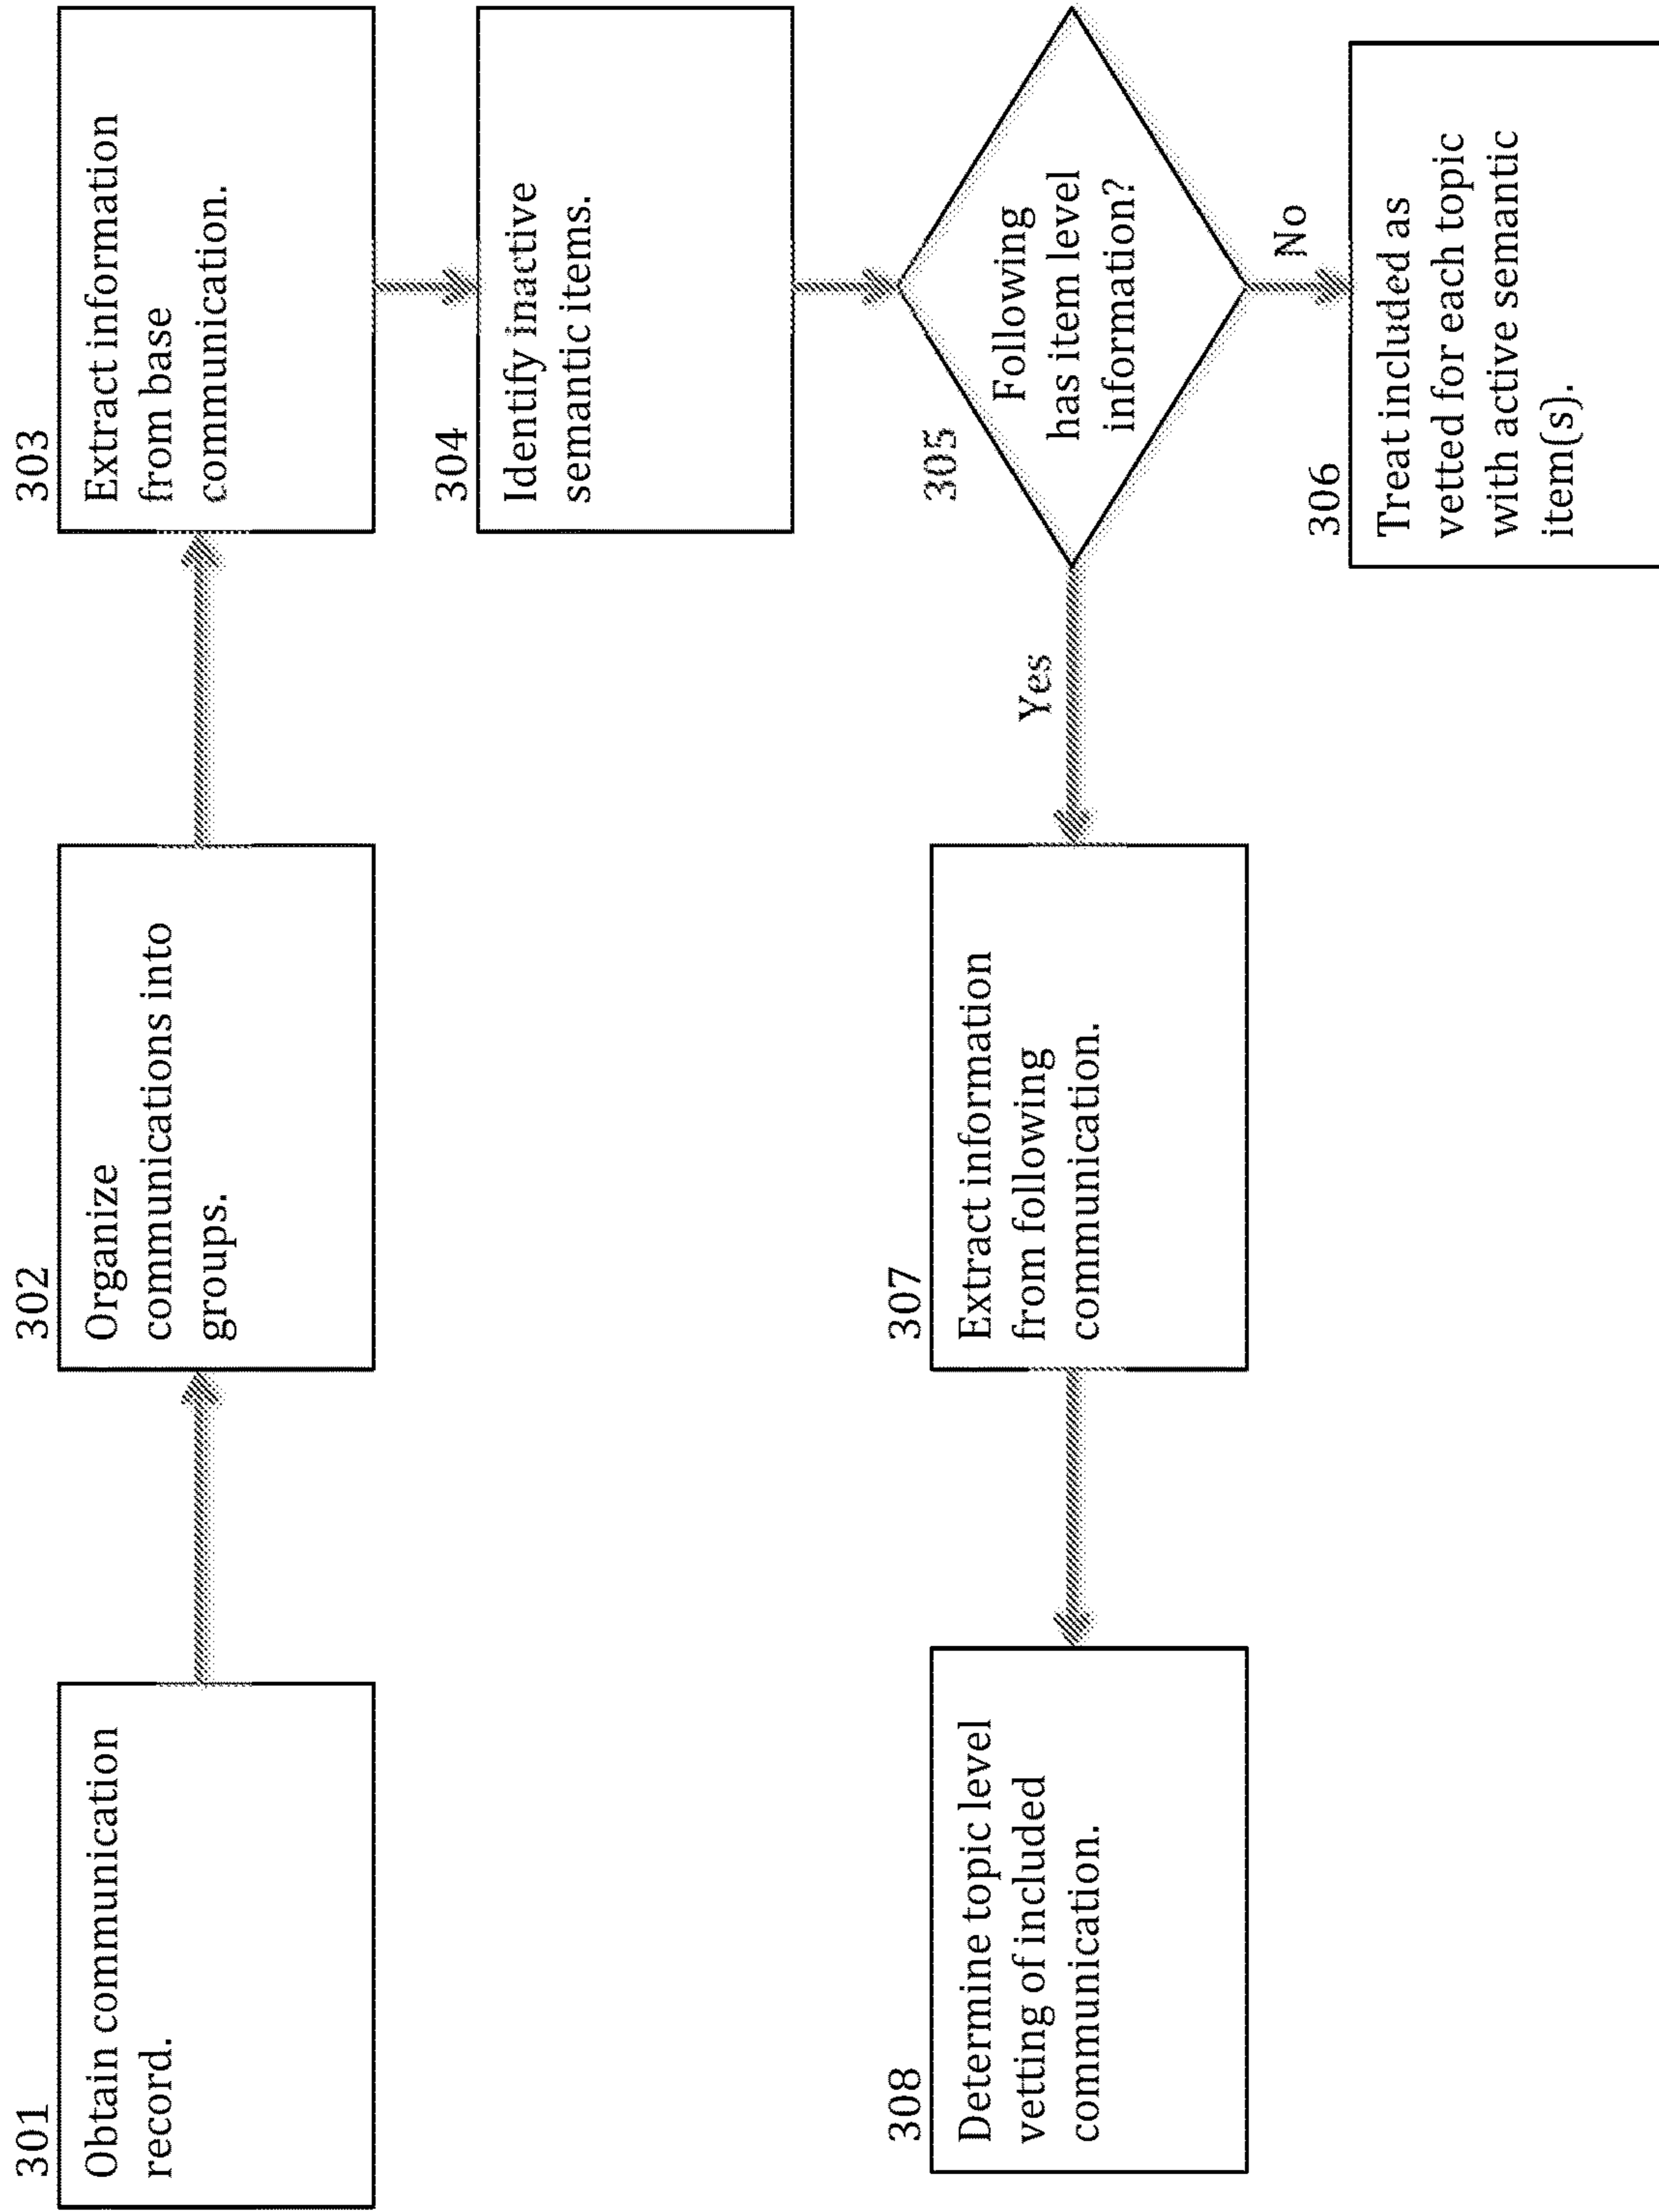 301
Obtain communication
record.
302
Organize
communications into
groups.
303
Extract information
from base
communication.
304
Identify inactive
semantic items.
305
Following
has item level
information?
No
306
Treat included as
vetted for each topic
with active semantic
item(s).
Yes
307
Extract information
from following
communication.
308
Determine topic level
vetting of included
communication.